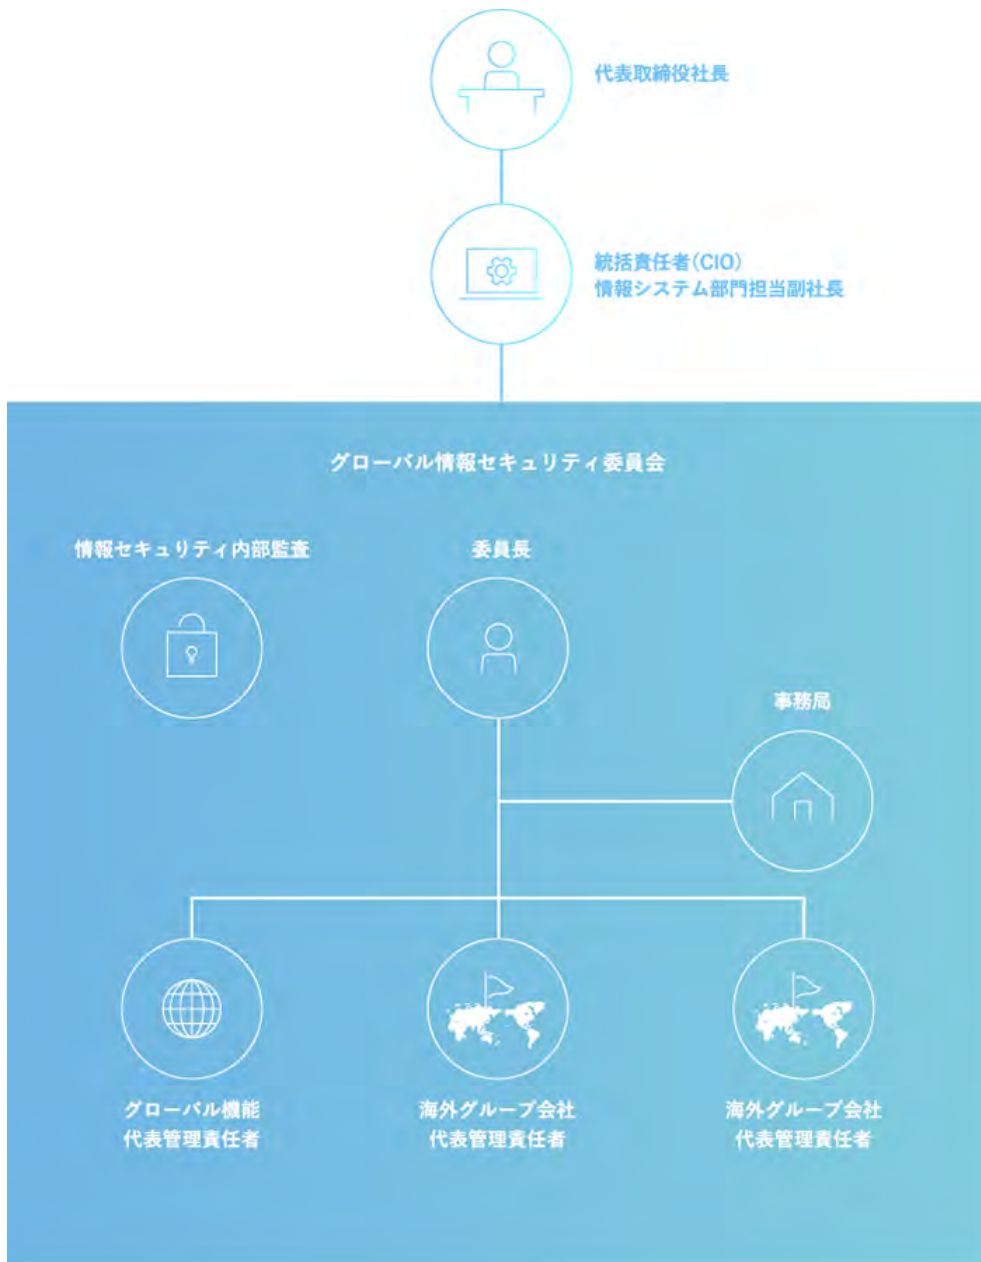 代表取締役社長
統括責任者(CIO)
情報システム部門担当副社長
グローバル情報セキュリティ委員会
情報セキュリティ内部監査
委員長
事務局
グローバル機能
代表管理責任者
海外グループ会社
代表管理責任者
海外グループ会社
代表管理責任者